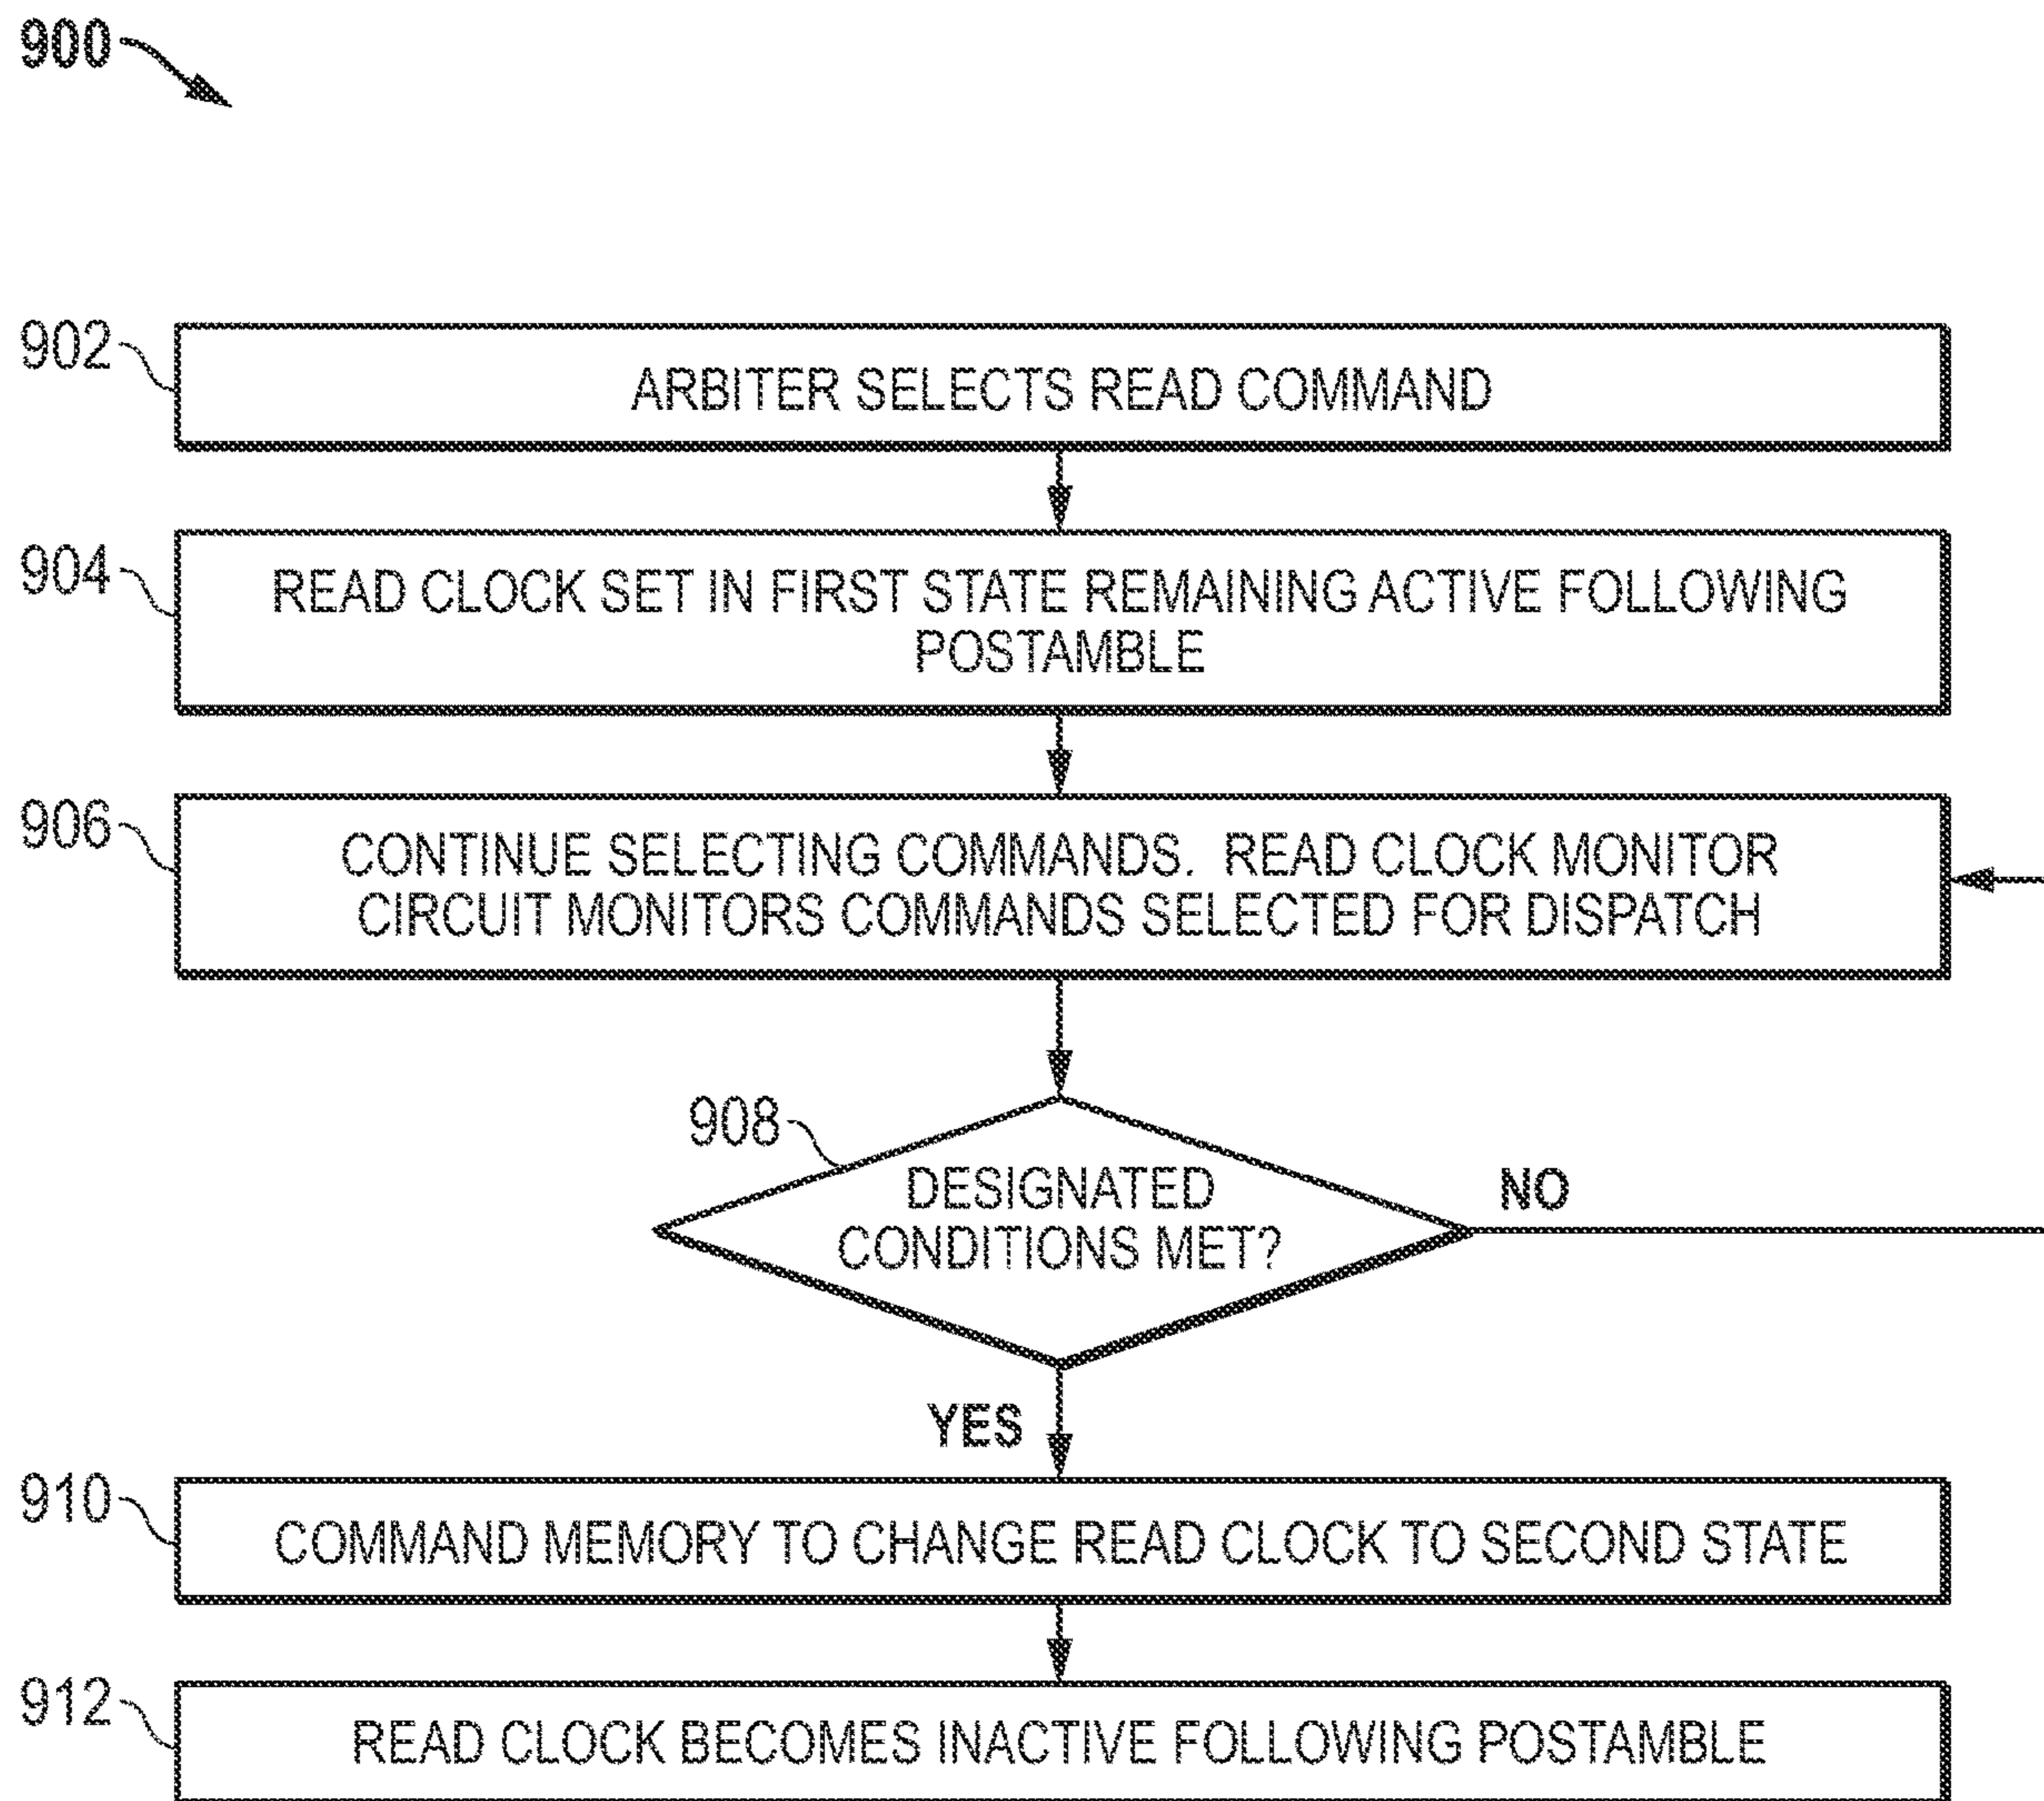 900
902
ARBITER SELECTS READ COMMAND
904
READ CLOCK SET IN FIRST STATE REMAINING ACTIVE FOLLOWING
POSTAMBLE
906
CONTINUE SELECTING COMMANDS. READ CLOCK MONITOR
CIRCUIT MONITORS COMMANDS SELECTED FOR DISPATCH
908
DESIGNATED
CONDITIONS MET?
NO
YES
910
COMMAND MEMORY TO CHANGE READ CLOCK TO SECOND STATE
912
READ CLOCK BECOMES INACTIVE FOLLOWING POSTAMBLE